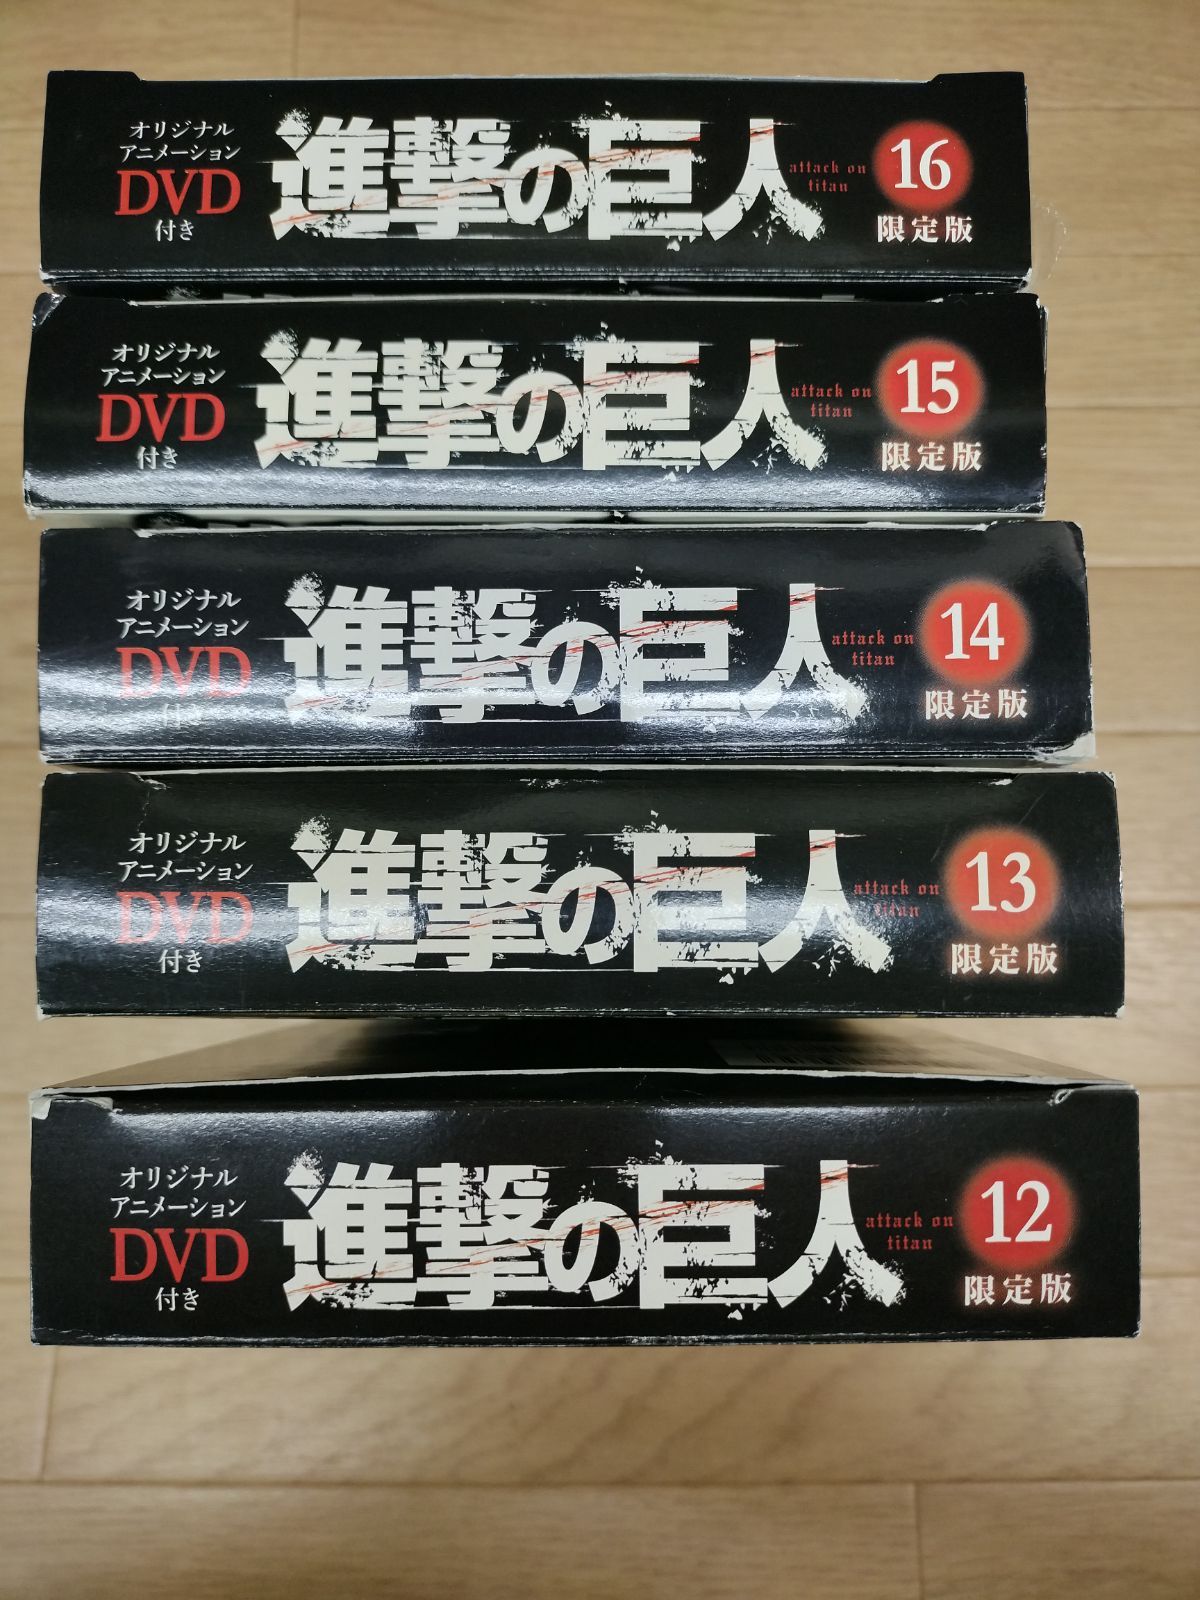 オリジナル
アニメーション
DVD
付き
進撃の巨人
attack on
titan
16
限定版
オリジナル
アニメーション
DVD
付き
進撃の巨人
attack on
titan
15
限定版
オリジナル
アニメーション
DVD
付き
進撃の巨人
attack on
titan
14
限定版
オリジナル
アニメーション
DVD
付き
進撃の巨人
attack on
titan
13
限定版
オリジナル
アニメーション
DVD
付き
進撃の巨人
attack on
titan
12
限定版